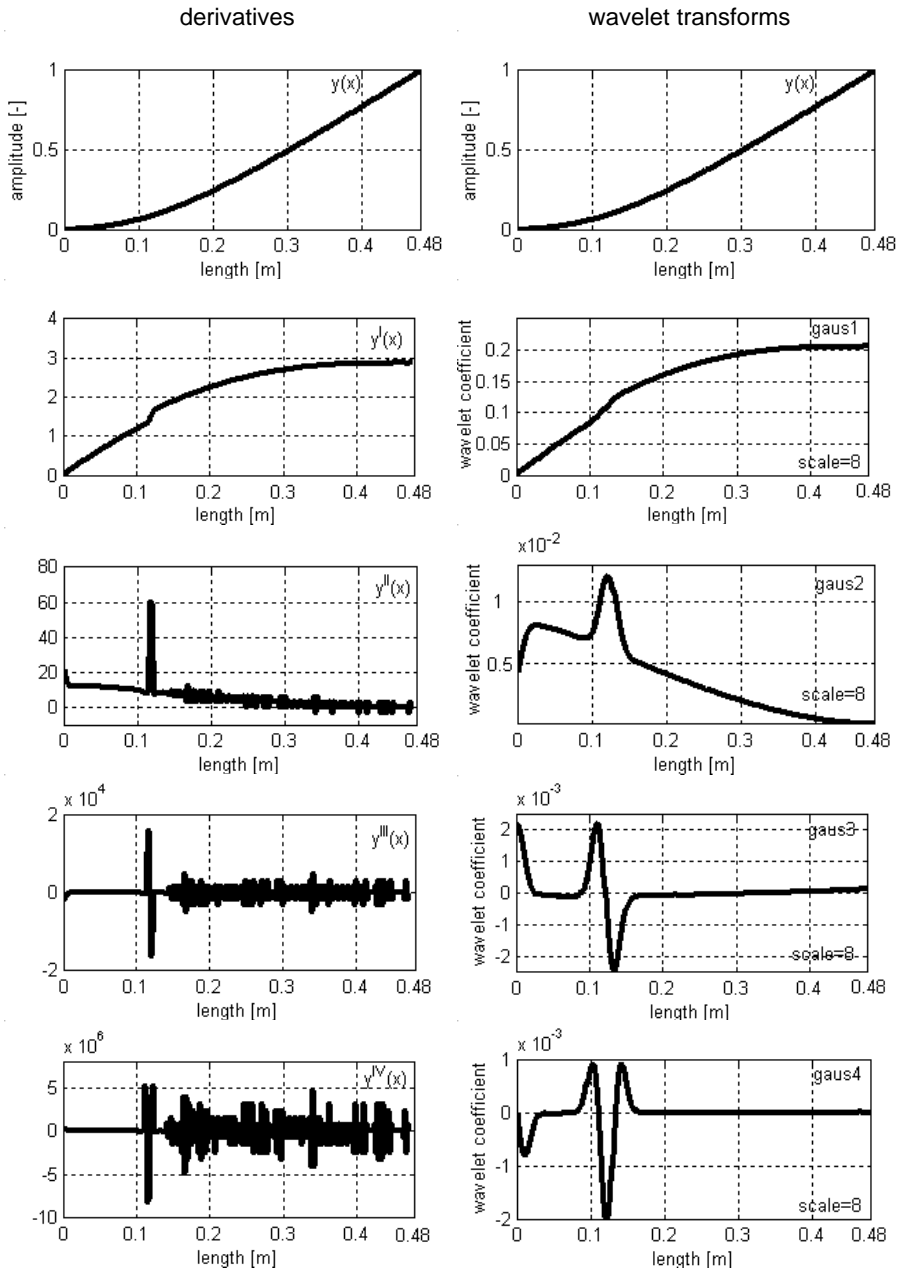 derivatives
wavelet transforms
amplitude [-]
1
0.5
0
y(x)
0 0.1 0.2 0.3 0.4 0.48
length [m]
amplitude [-]
1
0.5
0
y(x)
0 0.1 0.2 0.3 0.4 0.48
length [m]
4
3
2
1
0
y^I(x)
0 0.1 0.2 0.3 0.4 0.48
length [m]
wavelet coefficient
0.2
0.15
0.1
0.05
0
gaus1
scale=8
0 0.1 0.2 0.3 0.4 0.48
length [m]
80
60
40
20
0
y^II(x)
0 0.1 0.2 0.3 0.4 0.48
length [m]
x10^-2
wavelet coefficient
1
0.5
gaus2
scale=8
0 0.1 0.2 0.3 0.4 0.48
length [m]
x 10^4
2
0
-2
y^III(x)
0 0.1 0.2 0.3 0.4 0.48
length [m]
x 10^-3
wavelet coefficient
2
1
0
-1
-2
gaus3
scale=8
0 0.1 0.2 0.3 0.4 0.48
length [m]
x 10^6
5
0
-5
-10
y^IV(x)
0 0.1 0.2 0.3 0.4 0.48
length [m]
x 10^-3
wavelet coefficient
1
0
-1
-2
gaus4
scale=8
0 0.1 0.2 0.3 0.4 0.48
length [m]